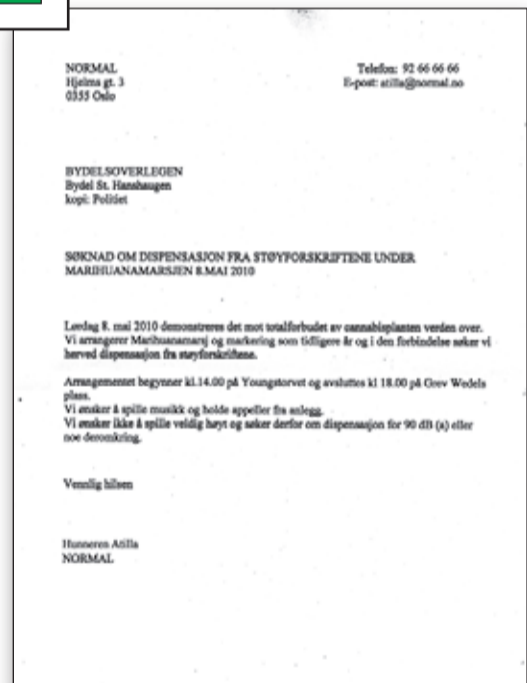 NORMAL
Hjelms gt. 3
0355 Oslo
Telefon: 92 66 66 66
E-post: atilla@normal.no
BYDELSOVERLEGEN
Bydel St. Hanshaugen
kopi: Politiet
SØKNAD OM DISPENSASJON FRA STØYFORSKRIFTENE UNDER
MARIHUANAMARSJEN 8.MAI 2010
Lørdag 8. mai 2010 demonstreres det mot totalforbudet av cannabisplanten verden over.
Vi arrangerer Marihuanamarsj og markering som tidligere år og i den forbindelse søker vi
herved dispensasjon fra støyforskriftene.
Arrangementet begynner kl.14.00 på Youngstorvet og avsluttes kl 18.00 på Grev Wedels
plass.
Vi ønsker å spille musikk og holde appeller fra anlegg.
Vi ønsker ikke å spille veldig høyt og søker derfor om dispensasjon for 90 dB (a) eller
noe deromkring.
Vennlig hilsen
Hunneren Atilla
NORMAL